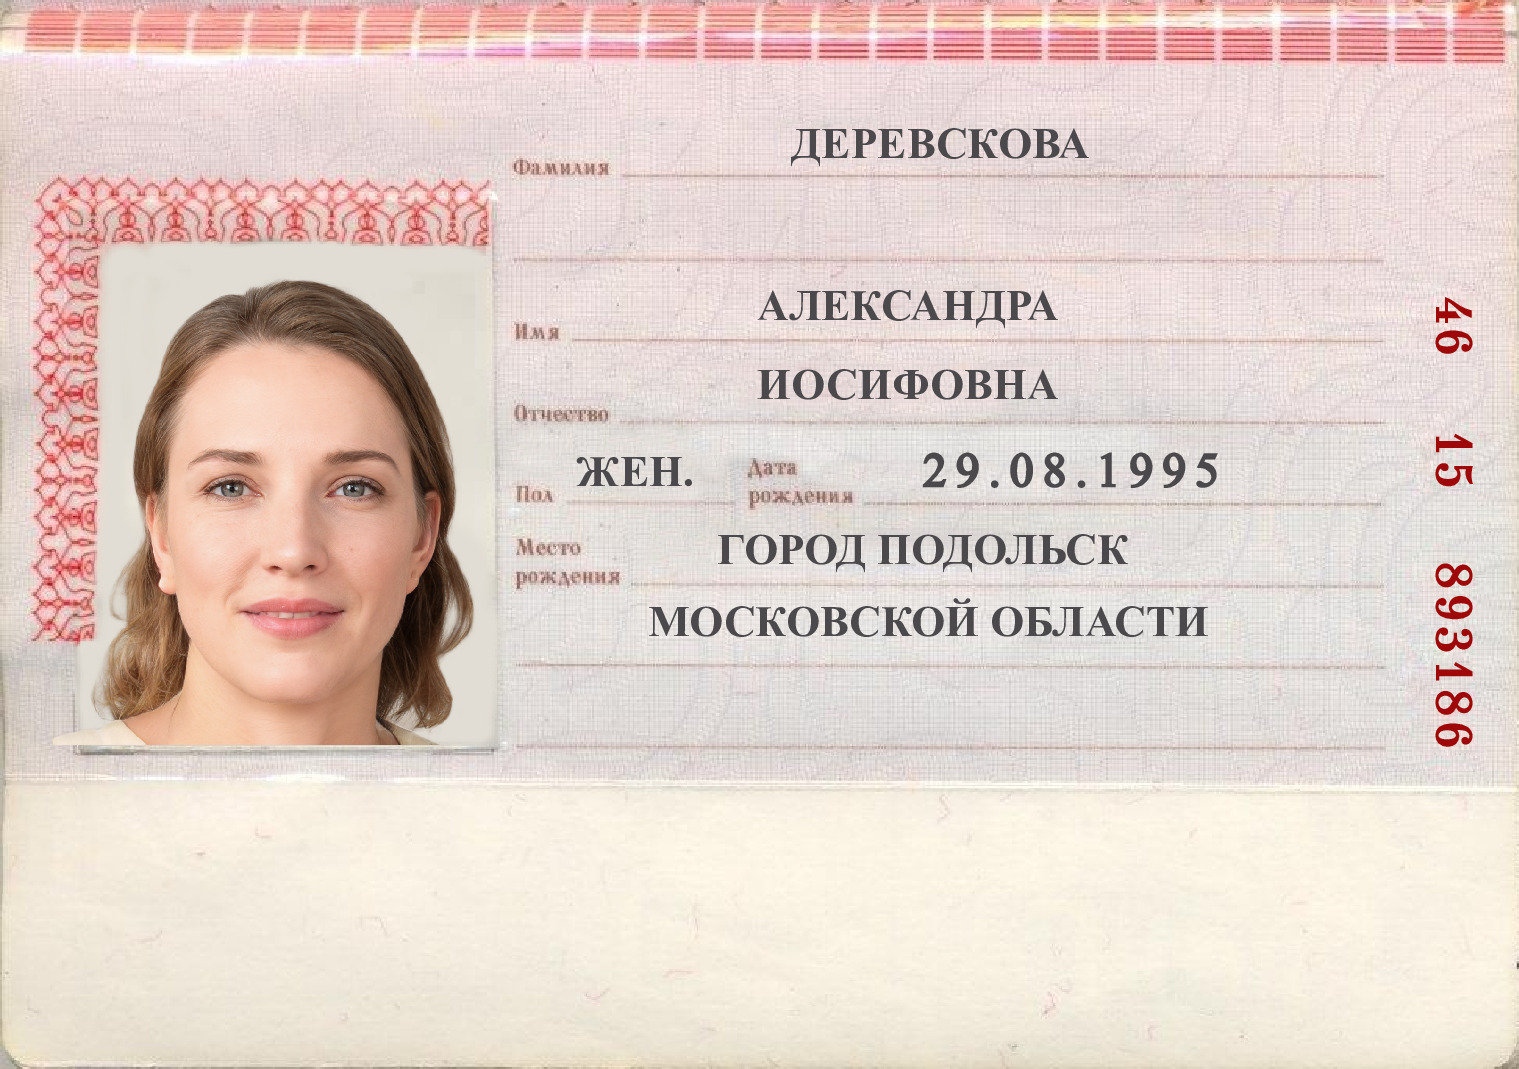 Фамилия ДЕРЕВСКОВА
Имя АЛЕКСАНДРА
Отчество ИОСИФОВНА
Пол ЖЕН. Дата рождения 29.08.1995
Место рождения ГОРОД ПОДОЛЬСК
МОСКОВСКОЙ ОБЛАСТИ
46 15 893186